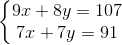 9x + 8y = 107
7x + 7y = 91